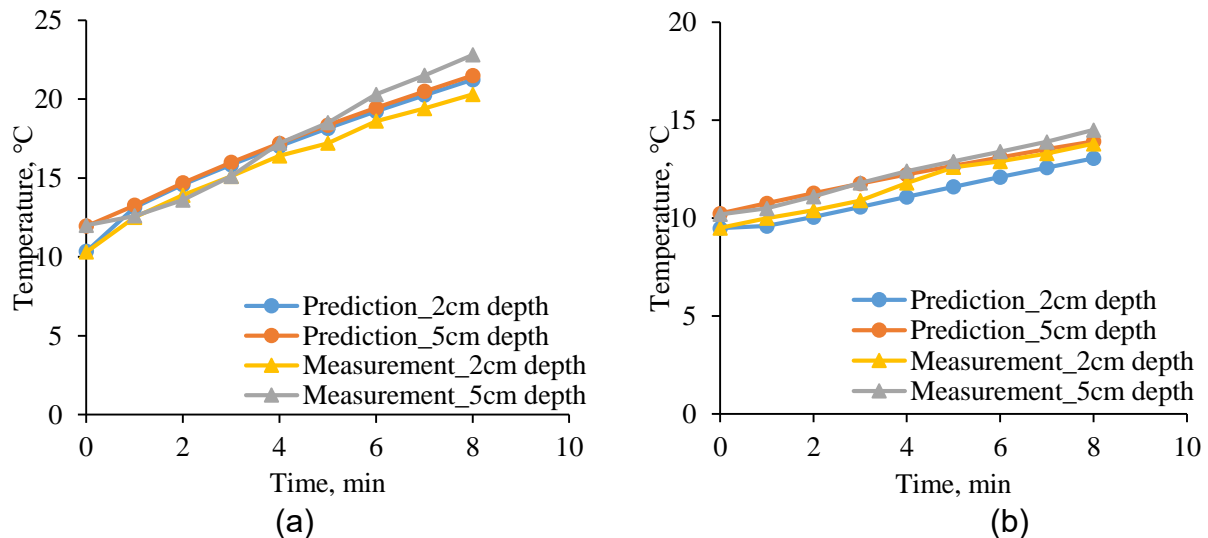 Temperature, °C
25
20
15
10
5
0
0 2 4 6 8 10
Time, min
Prediction_2cm depth
Prediction_5cm depth
Measurement_2cm depth
Measurement_5cm depth
(a)
Temperature, °C
20
15
10
5
0
0 2 4 6 8 10
Time, min
Prediction_2cm depth
Prediction_5cm depth
Measurement_2cm depth
Measurement_5cm depth
(b)